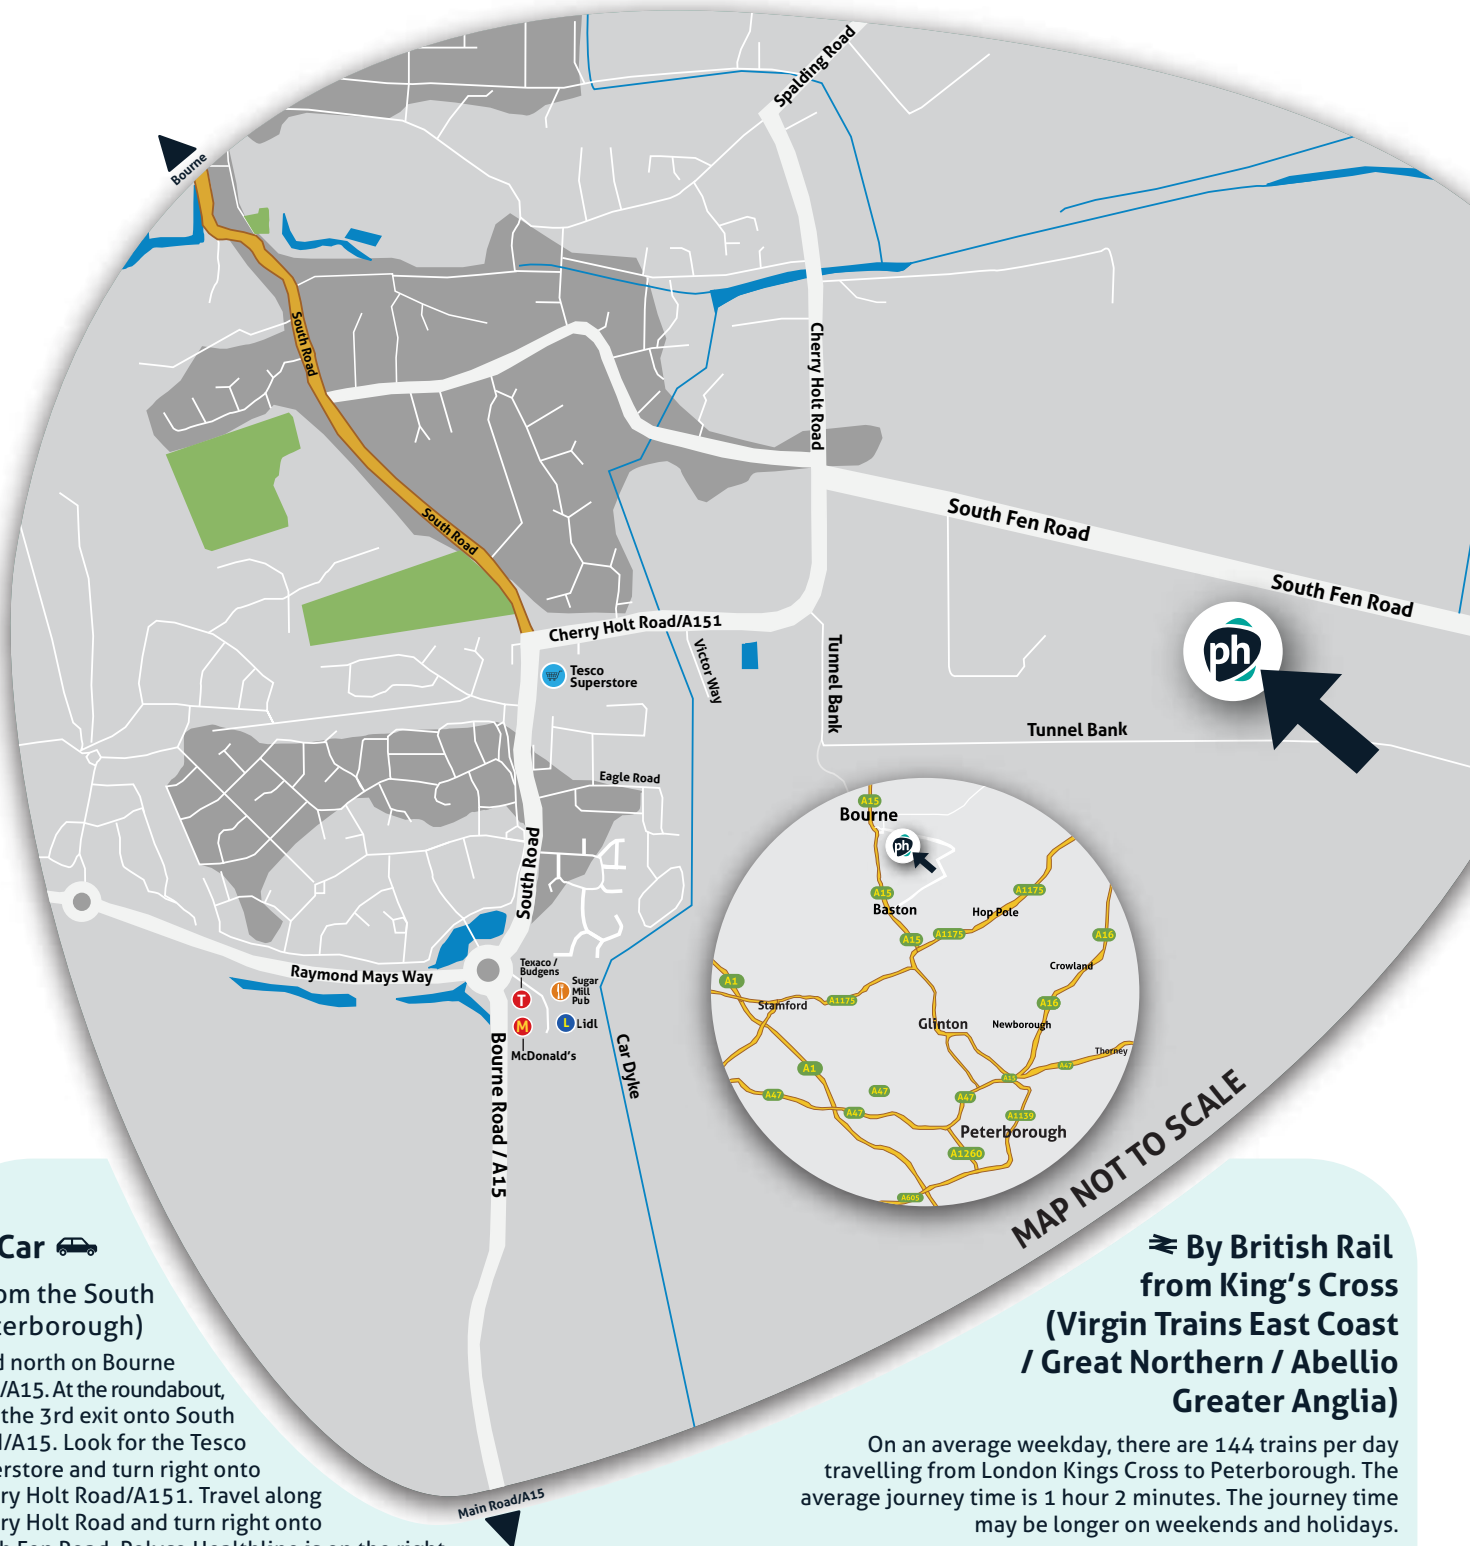 Spalding Road
Bourne
South Road
Cherry Holt Road
South Road
South Fen Road
South Fen Road
ph
Cherry Holt Road/A151
Victor Way
Tunnel Bank
Tesco
Superstore
Tunnel Bank
Eagle Road
South Road
Raymond Mays Way
Texaco /
Budgens
T
Sugar
Mill
Pub
M
L
Lidl
McDonald's
Car Dyke
Bourne Road / A15
A15
Bourne
ph
A15
Baston
A1175
Hop Pole
A15
A1175
A16
Crowland
A1
A1175
Stamford
A16
Glinton
Newborough
Thorney
A1
A47
A47
A47
A47
A47
A1139
Peterborough
A1260
A605
MAP NOT TO SCALE
Main Road/A15
Car
om the South
terborough)
d north on Bourne
/A15. At the roundabout,
the 3rd exit onto South
/A15. Look for the Tesco
erstore and turn right onto
ry Holt Road/A151. Travel along
ry Holt Road and turn right onto
By British Rail
from King's Cross
(Virgin Trains East Coast
/ Great Northern / Abellio
Greater Anglia)
On an average weekday, there are 144 trains per day
travelling from London Kings Cross to Peterborough. The
average journey time is 1 hour 2 minutes. The journey time
may be longer on weekends and holidays.